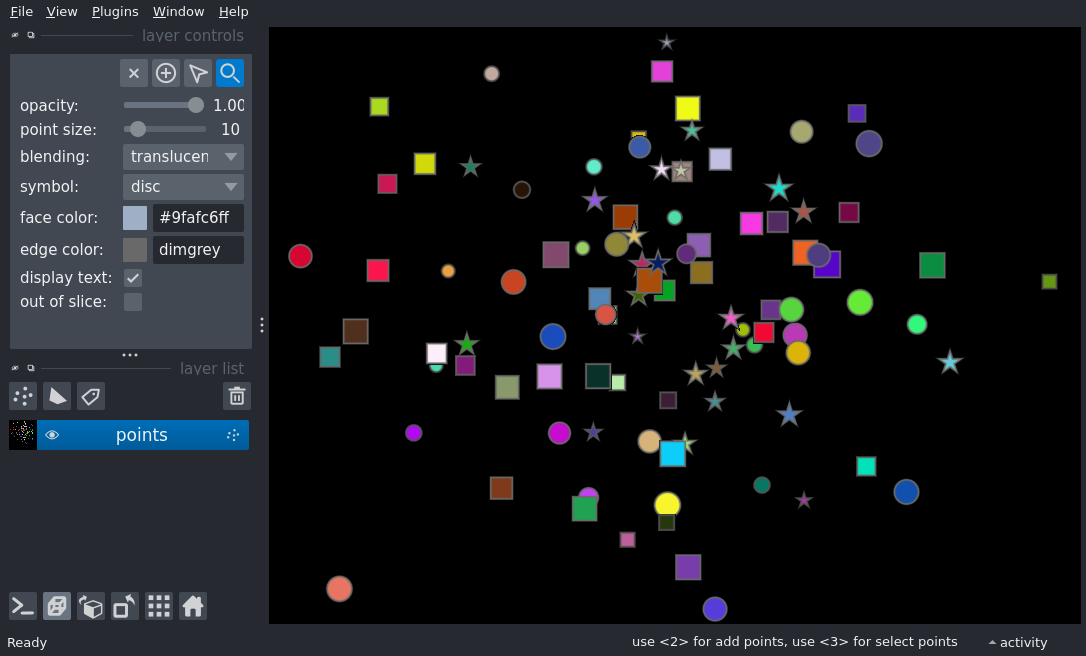 File View Plugins Window Help
layer controls
opacity: 1.00
point size: 10
blending: translucen
symbol: disc
face color: #9fafc6ff
edge color: dimgrey
display text:
out of slice:
layer list
points
Ready
use <2> for add points, use <3> for select points
activity